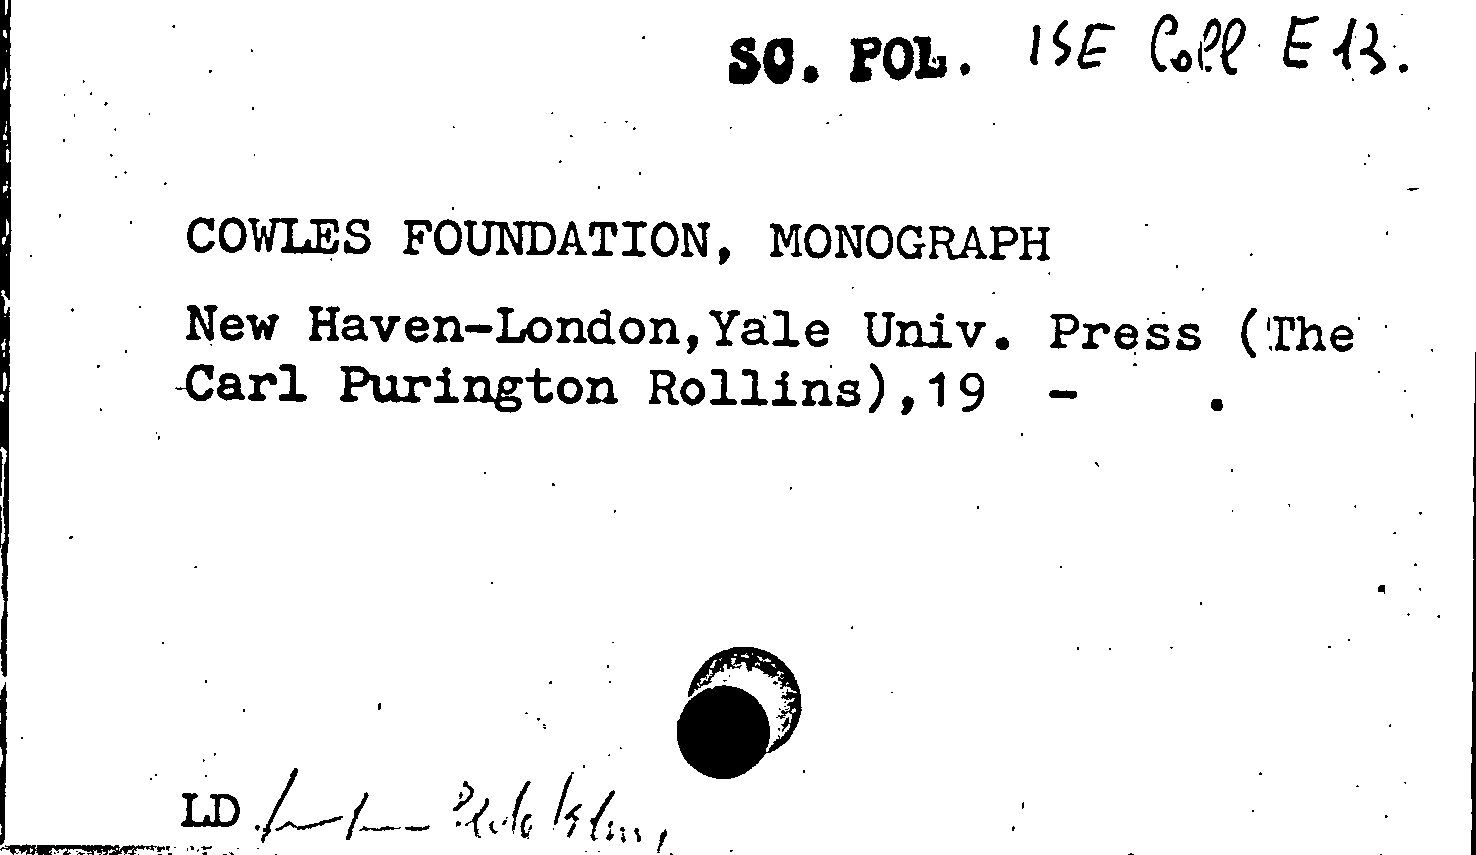 SC. POL. ISE Coll E 13.
COWLES FOUNDATION, MONOGRAPH
New Haven-London,Yale Univ. Press (The
Carl Purington Rollins),19 - .
LD